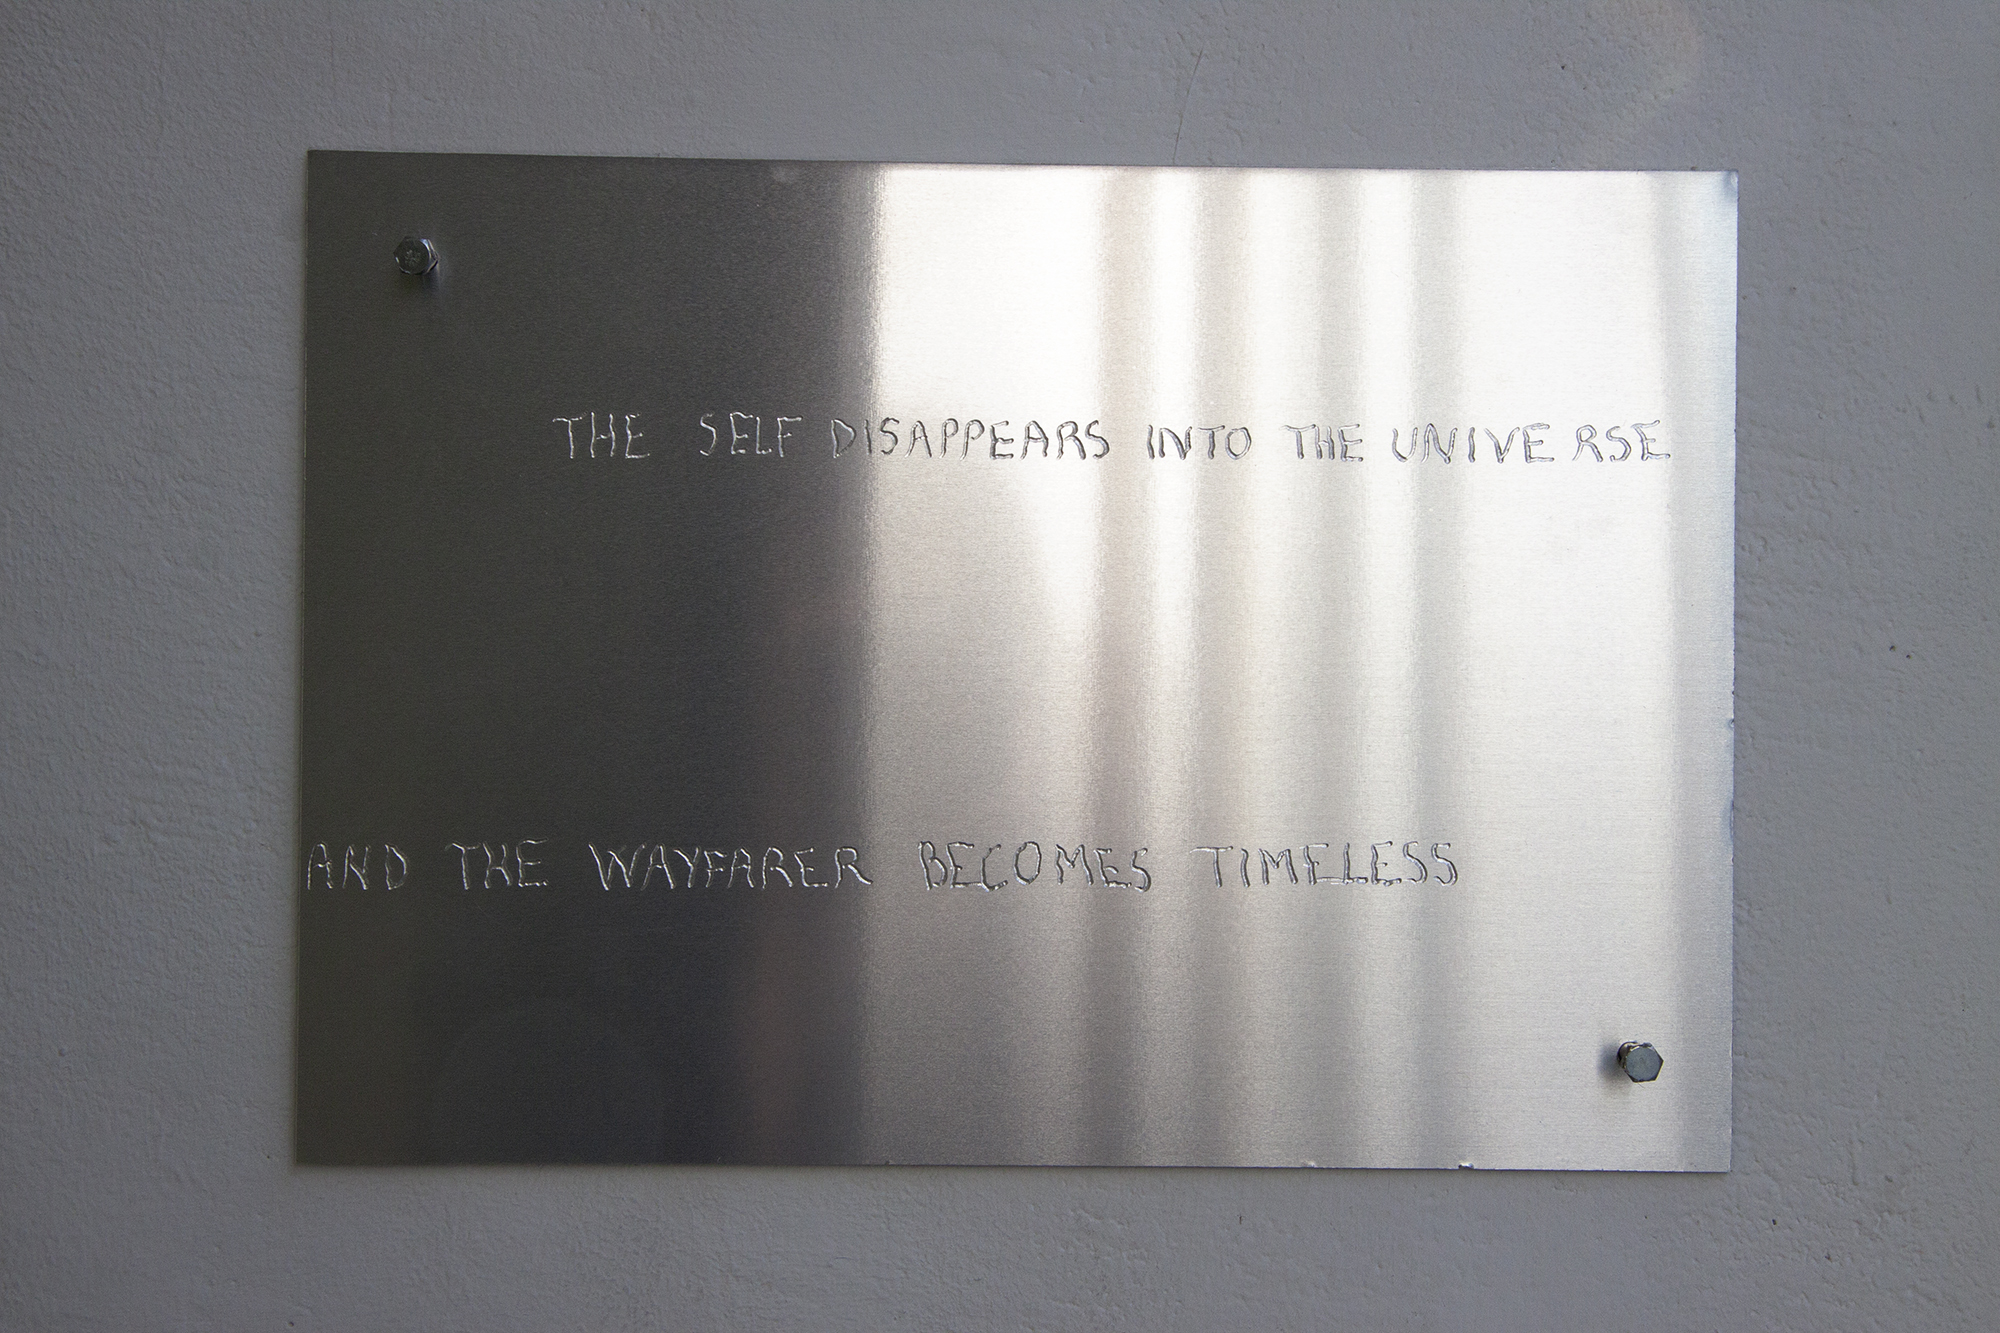 THE SELF DISAPPEARS INTO THE UNIVERSE
AND THE WAYFARER BECOMES TIMELESS